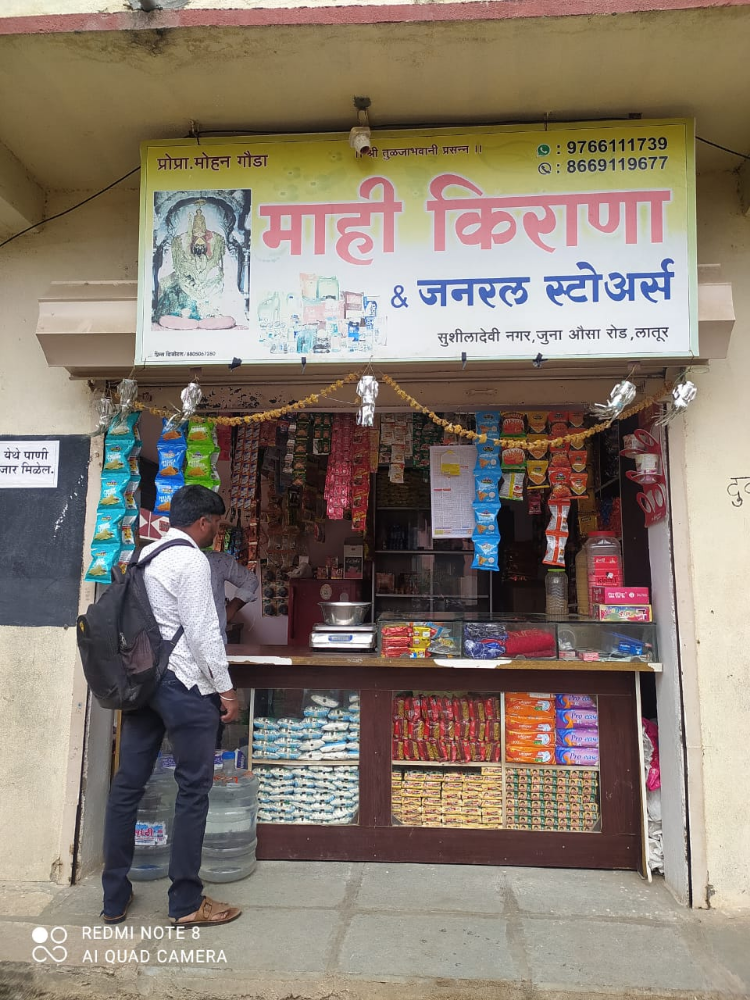 प्रोप्रा.मोहन गौडा
।। श्री तुळजाभवानी प्रसन्न ।।
: 9766111739
: 8669119677
माही किराणा
& जनरल स्टोअर्स
सुशीलादेवी नगर,जुना औसा रोड,लातूर
येथे पाणी
जार मिळेल.
REDMI NOTE 8
AI QUAD CAMERA